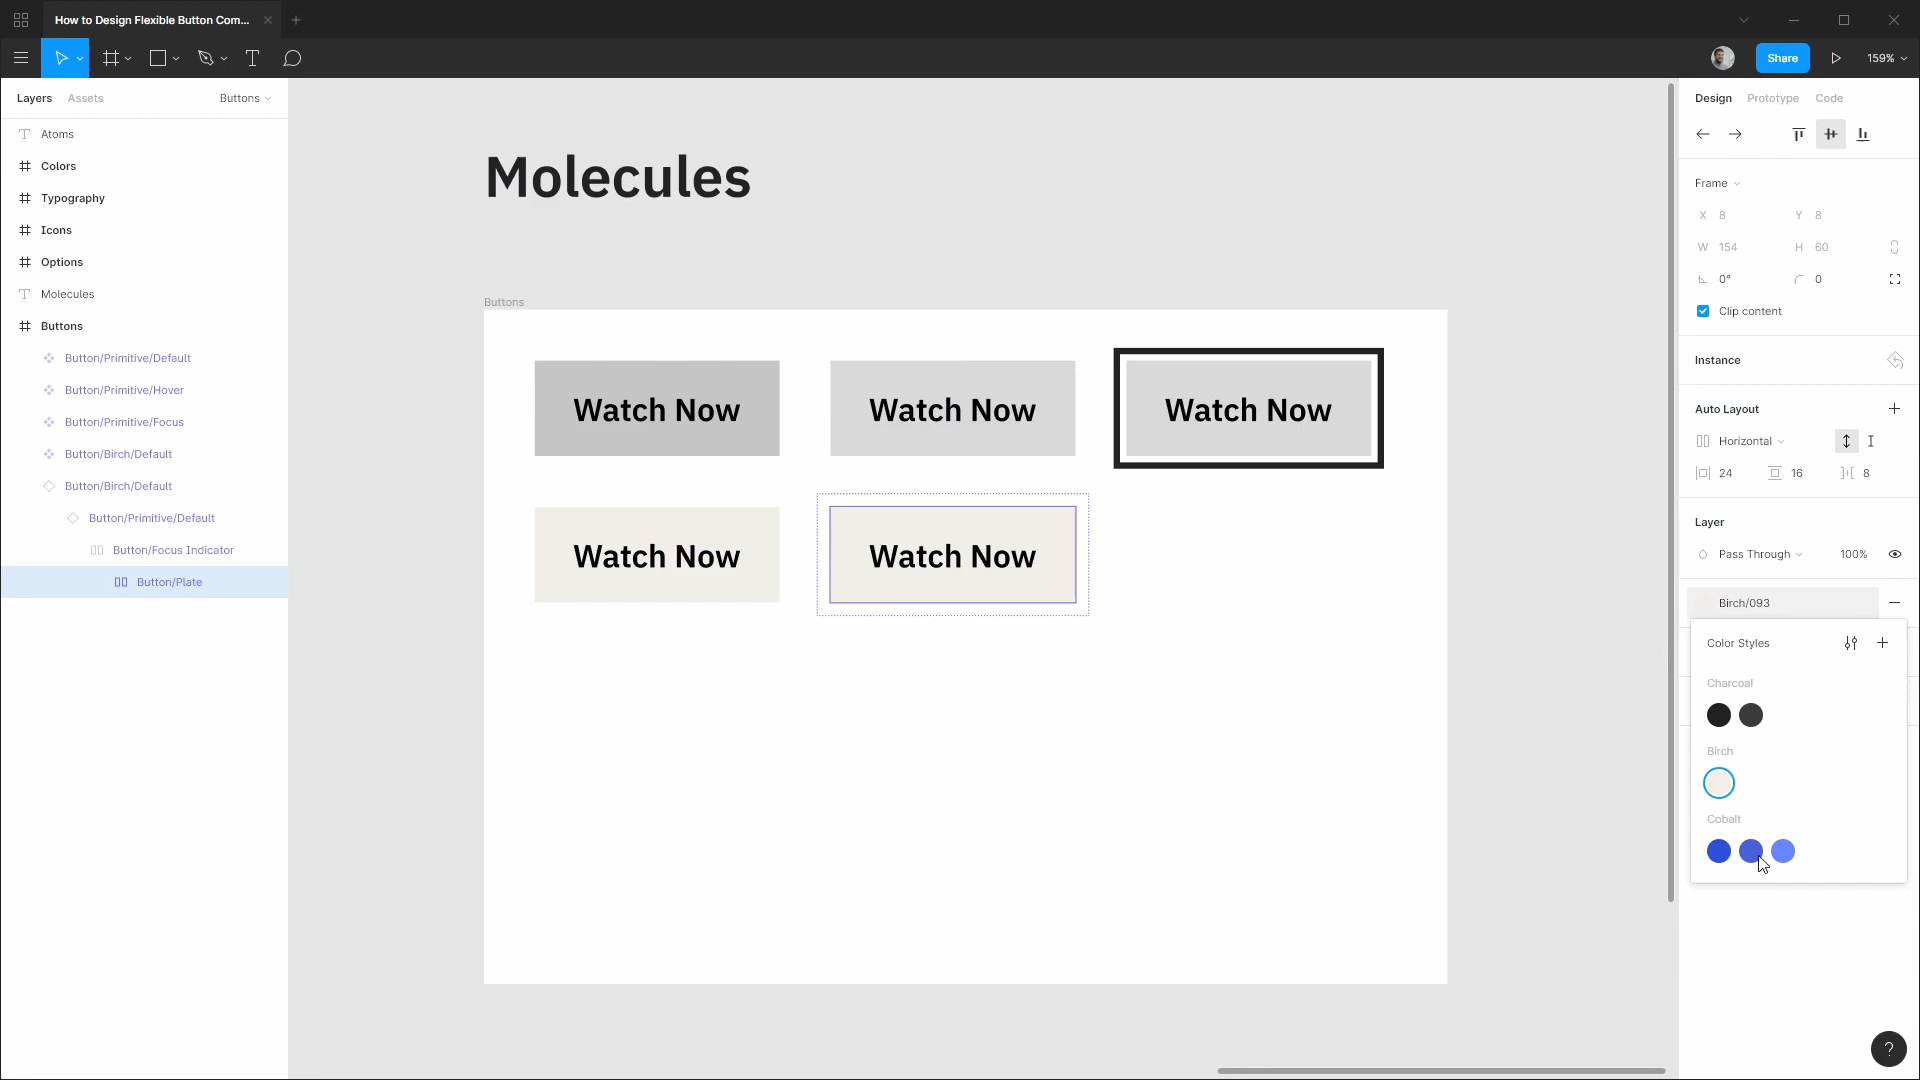 How to Design Flexible Button Com...
Share
159%
Layers
Assets
Buttons
Atoms
Colors
Typography
Icons
Options
Molecules
Buttons
Button/Primitive/Default
Button/Primitive/Hover
Button/Primitive/Focus
Button/Birch/Default
Button/Birch/Default
Button/Primitive/Default
Button/Focus Indicator
Button/Plate
Molecules
Buttons
Watch Now
Watch Now
Watch Now
Watch Now
Watch Now
Design
Prototype
Code
Frame
X 8
Y 8
W 154
H 60
0°
0
Clip content
Instance
Auto Layout
Horizontal
24
16
8
Layer
Pass Through
100%
Birch/093
Color Styles
Charcoal
Birch
Cobalt
?